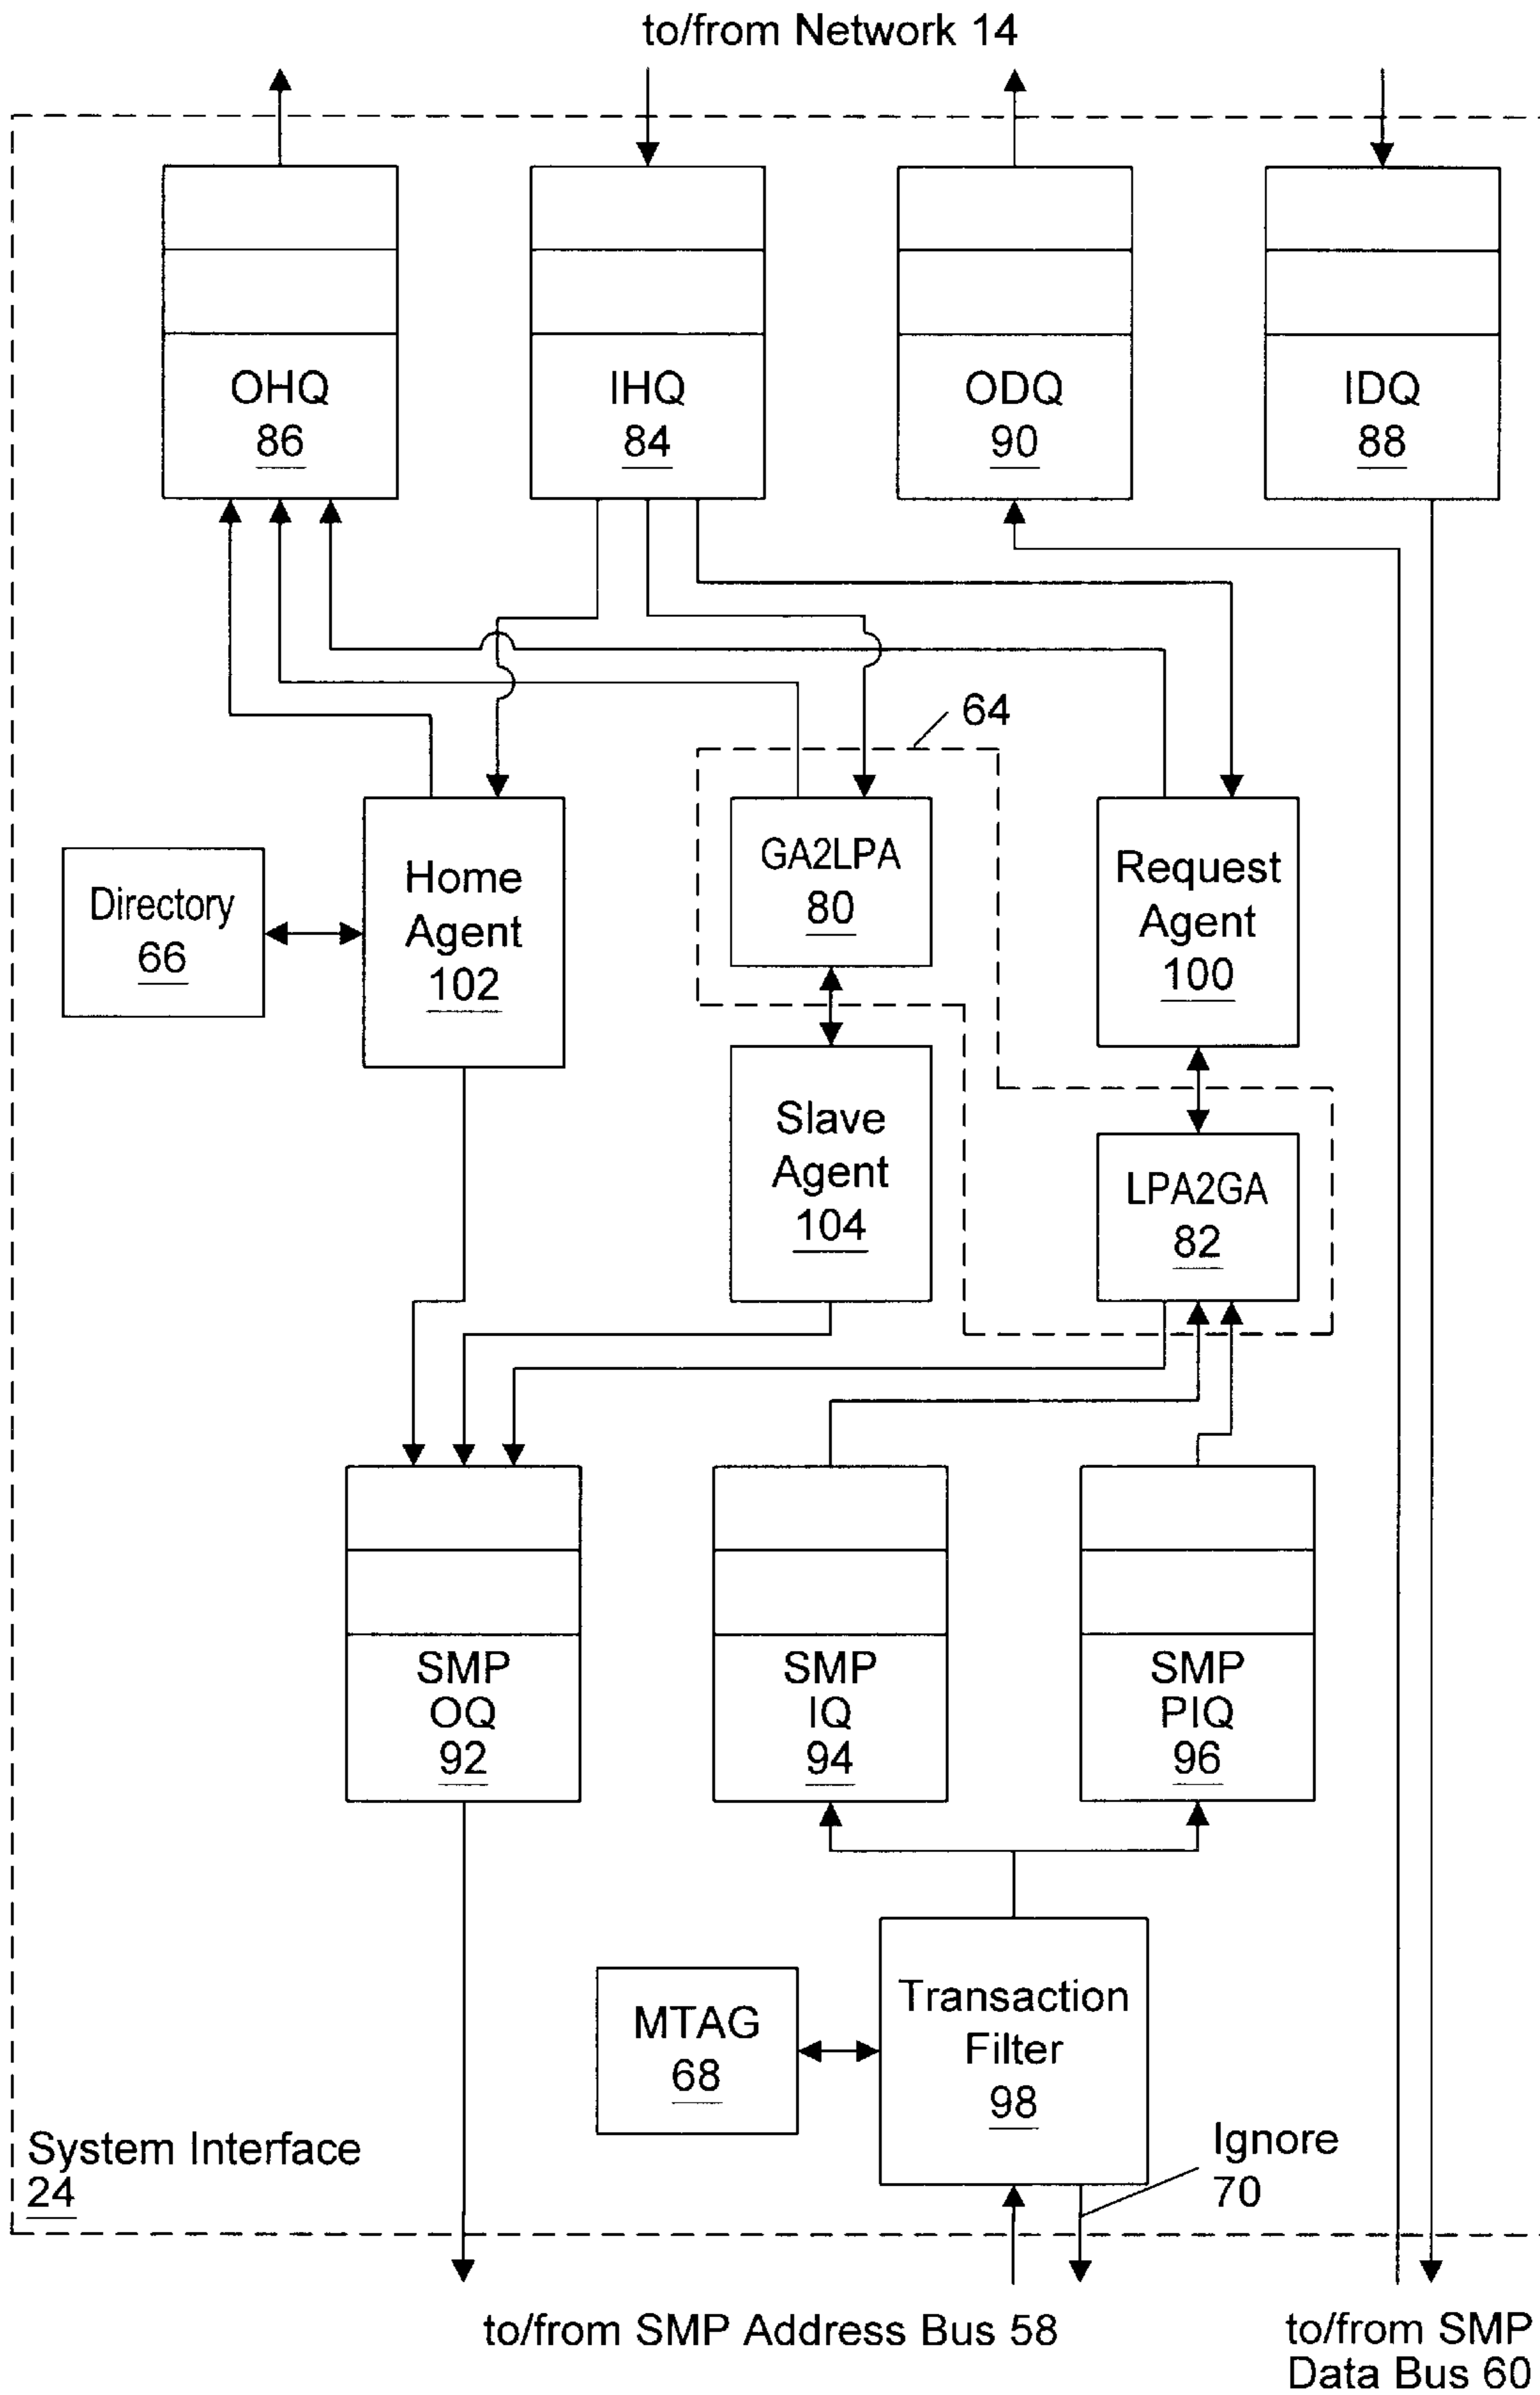 to/from Network 14
OHQ
86
IHQ
84
ODQ
90
IDQ
88
64
Directory
66
Home
Agent
102
GA2LPA
80
Request
Agent
100
Slave
Agent
104
LPA2GA
82
SMP
OQ
92
SMP
IQ
94
SMP
PIQ
96
MTAG
68
Transaction
Filter
98
Ignore
70
System Interface
24
to/from SMP Address Bus 58
to/from SMP
Data Bus 60